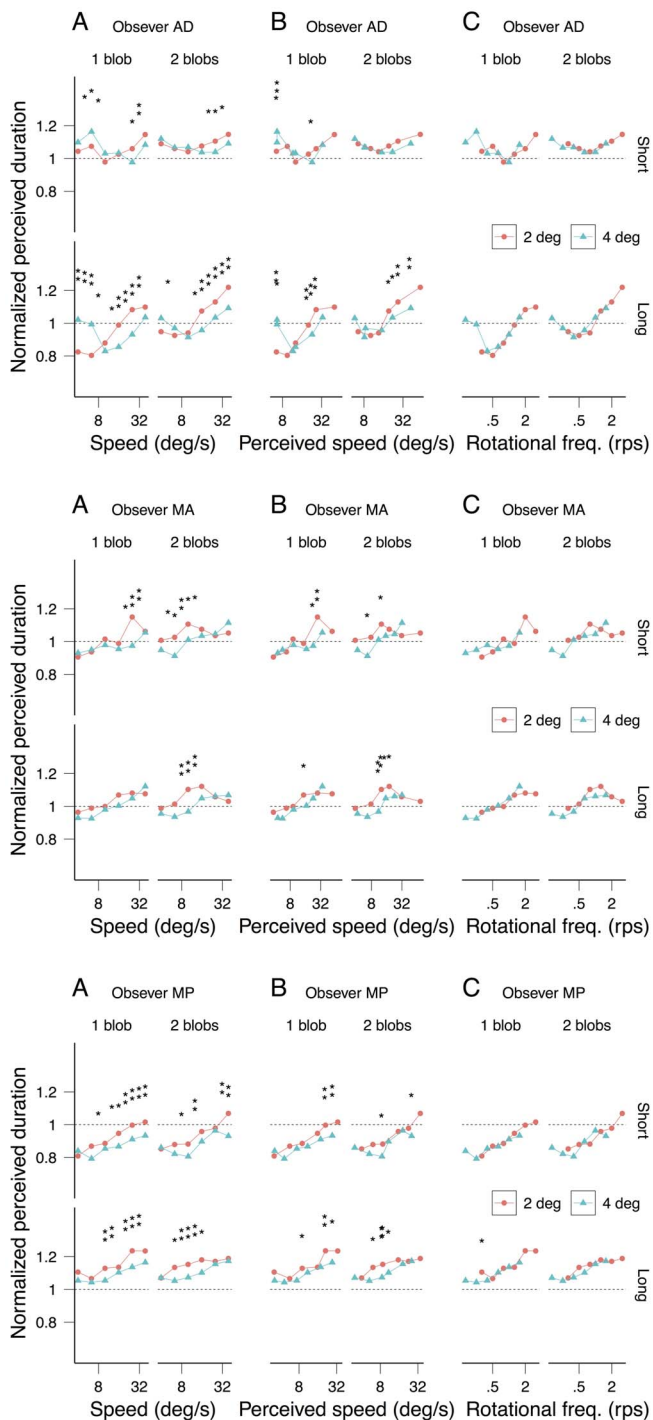 A Obsever AD B Obsever AD C Obsever AD
1 blob 2 blobs 1 blob 2 blobs 1 blob 2 blobs
Normalized perceived duration
1.2
1
0.8
Short
2 deg 4 deg
1.2
1
0.8
Long
8 32 8 32 8 32 8 32 .5 2 .5 2
Speed (deg/s) Perceived speed (deg/s) Rotational freq. (rps)
A Obsever MA B Obsever MA C Obsever MA
1 blob 2 blobs 1 blob 2 blobs 1 blob 2 blobs
Normalized perceived duration
1.2
1
0.8
Short
2 deg 4 deg
1.2
1
0.8
Long
8 32 8 32 8 32 8 32 .5 2 .5 2
Speed (deg/s) Perceived speed (deg/s) Rotational freq. (rps)
A Obsever MP B Obsever MP C Obsever MP
1 blob 2 blobs 1 blob 2 blobs 1 blob 2 blobs
Normalized perceived duration
1.2
1
0.8
Short
2 deg 4 deg
1.2
1
0.8
Long
8 32 8 32 8 32 8 32 .5 2 .5 2
Speed (deg/s) Perceived speed (deg/s) Rotational freq. (rps)